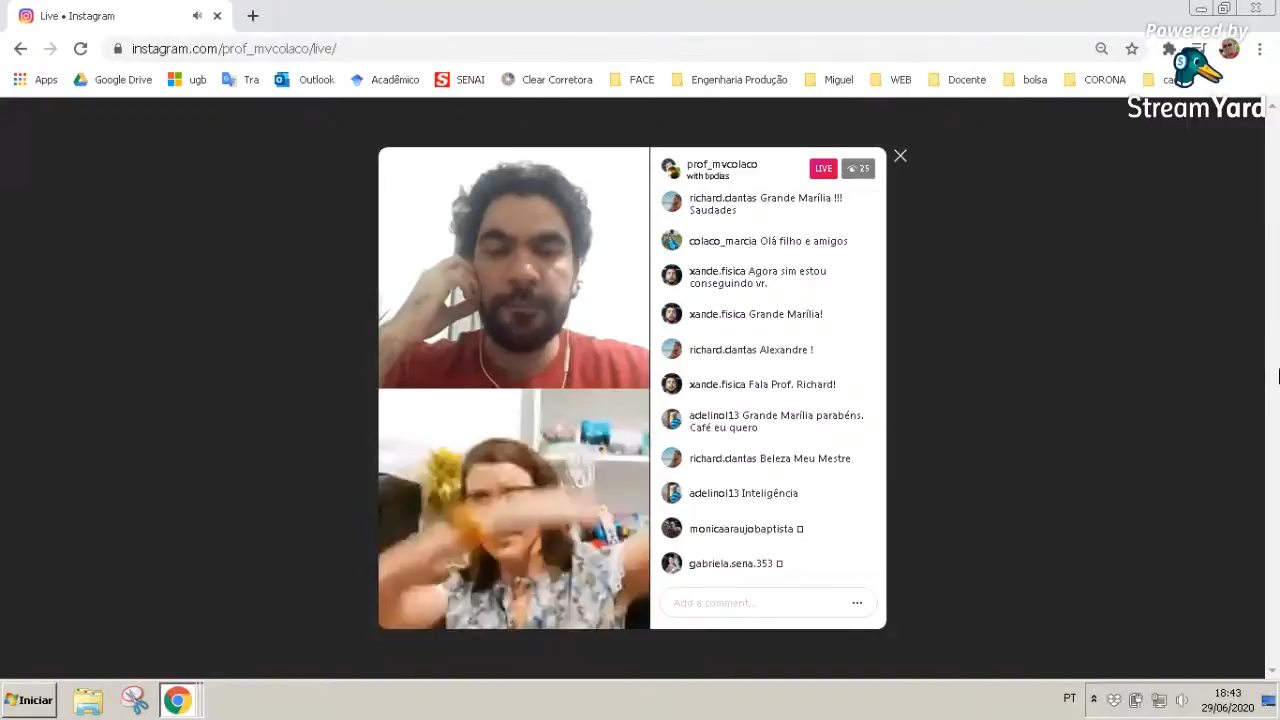 Live • Instagram
instagram.com/prof_mvcolaco/live/
Powered by
StreamYard
Apps Google Drive ugb Tra Outlook Acadêmico SENAI Clear Corretora FACE Engenharia Produção Miguel WEB Docente bolsa CORONA
prof_mvcolaco
with bpdias
LIVE 25
richard.dantas Grande Marília !!!
Saudades
colaco_marcia Olá filho e amigos
xande.fisica Agora sim estou
conseguindo vr.
xande.fisica Grande Marília!
richard.dantas Alexandre !
xande.fisica Fala Prof. Richard!
adelinol13 Grande Marília parabéns.
Café eu quero
richard.dantas Beleza Meu Mestre
adelinol13 Inteligência
monicaaraujobaptista
gabriela.sena.353
Add a comment...
Iniciar
PT
18:43
29/06/2020